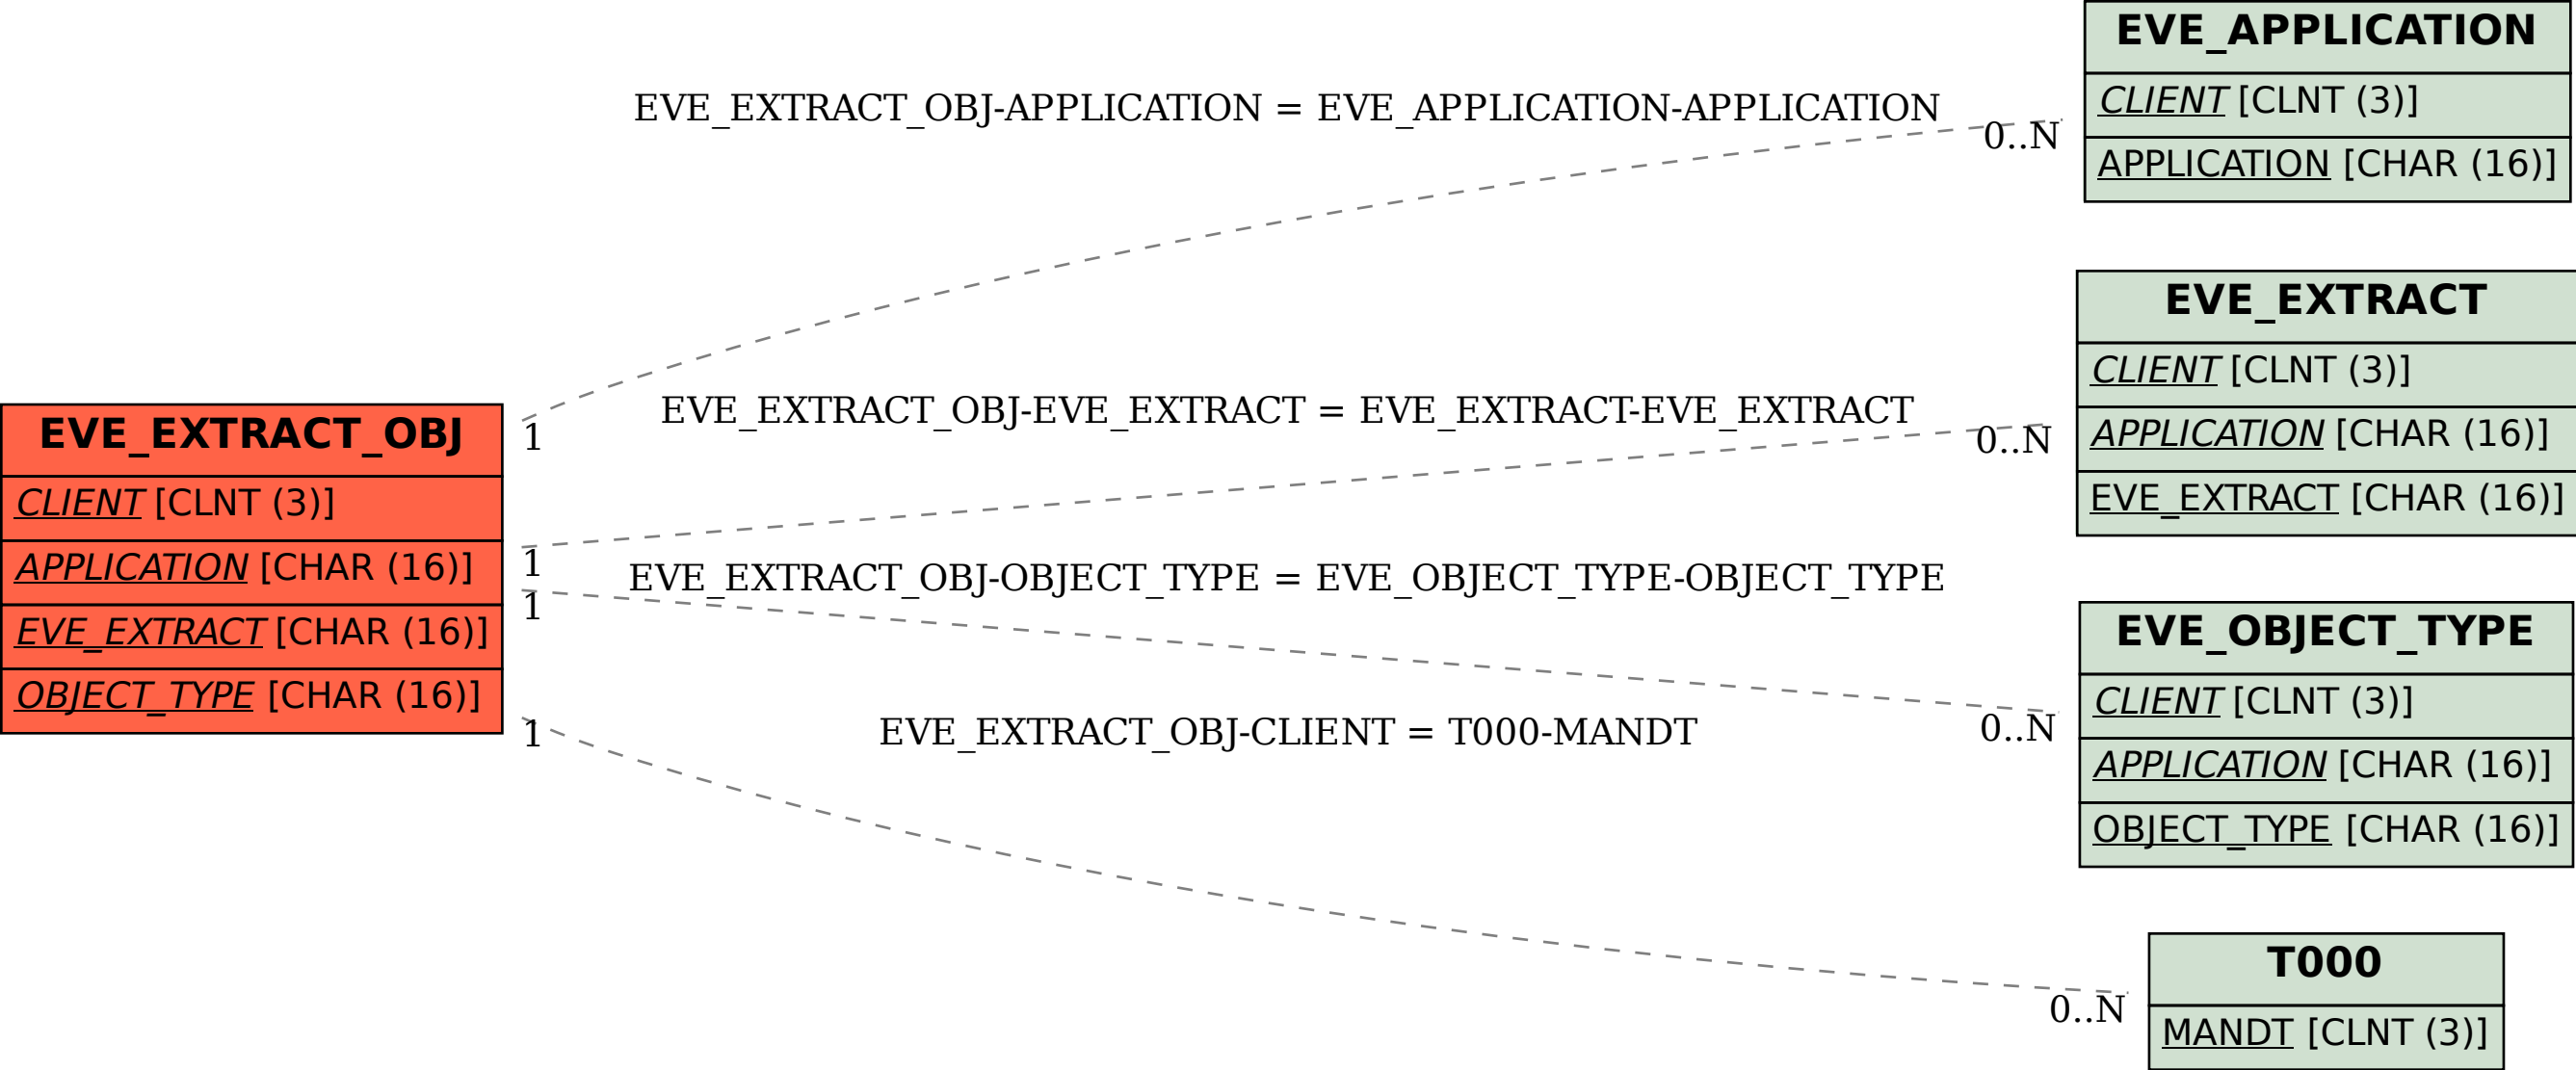 EVE_APPLICATION
CLIENT [CLNT (3)]
APPLICATION [CHAR (16)]
EVE_EXTRACT_OBJ-APPLICATION = EVE_APPLICATION-APPLICATION
0..N
EVE_EXTRACT
CLIENT [CLNT (3)]
APPLICATION [CHAR (16)]
EVE_EXTRACT [CHAR (16)]
EVE_EXTRACT_OBJ-EVE_EXTRACT = EVE_EXTRACT-EVE_EXTRACT
0..N
EVE_EXTRACT_OBJ
CLIENT [CLNT (3)]
APPLICATION [CHAR (16)]
EVE_EXTRACT [CHAR (16)]
OBJECT_TYPE [CHAR (16)]
1
1
1
1
EVE_EXTRACT_OBJ-OBJECT_TYPE = EVE_OBJECT_TYPE-OBJECT_TYPE
0..N
EVE_OBJECT_TYPE
CLIENT [CLNT (3)]
APPLICATION [CHAR (16)]
OBJECT_TYPE [CHAR (16)]
EVE_EXTRACT_OBJ-CLIENT = T000-MANDT
0..N
T000
MANDT [CLNT (3)]